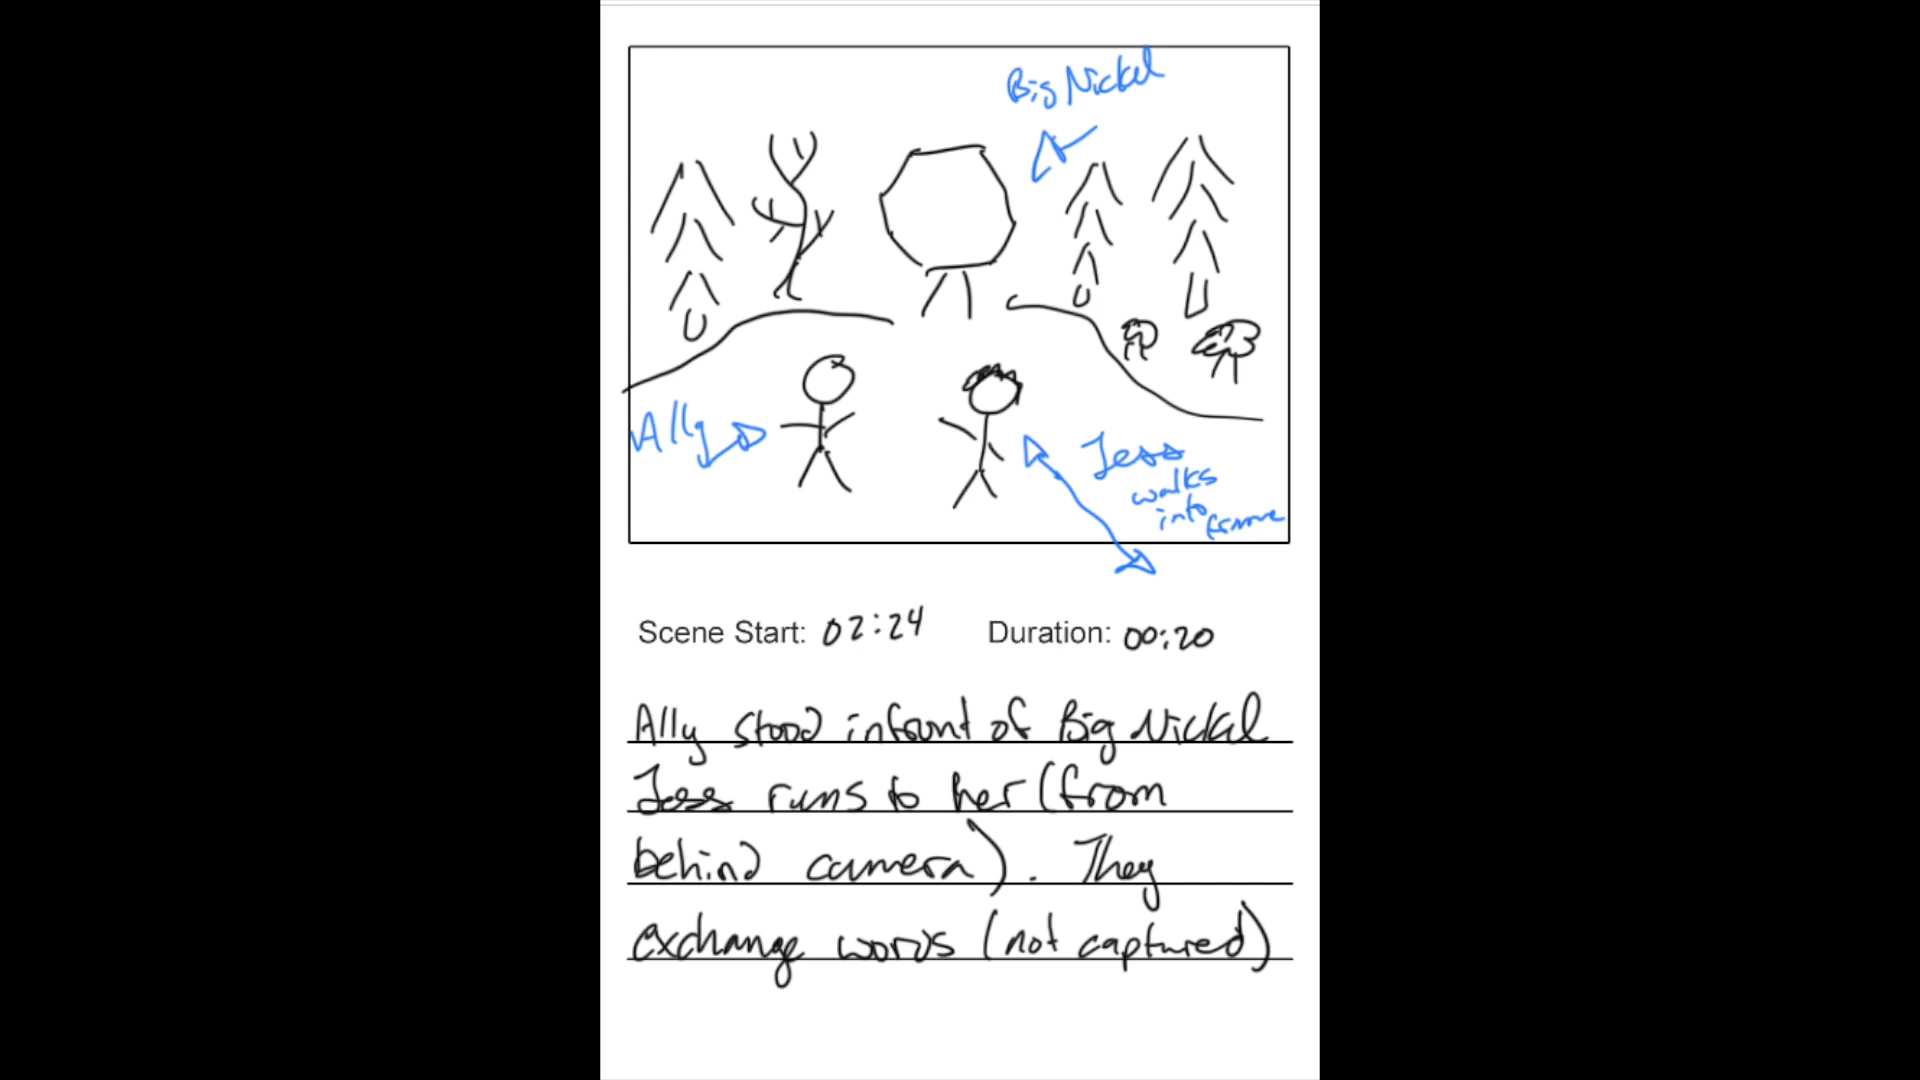 Big Nickel
Ally
Jess
walks
into
frame
Scene Start: 02:24 Duration: 00:20
Ally stood infront of Big Nickel
Jess runs to her (from
behind camera). They
exchange words (not captured)